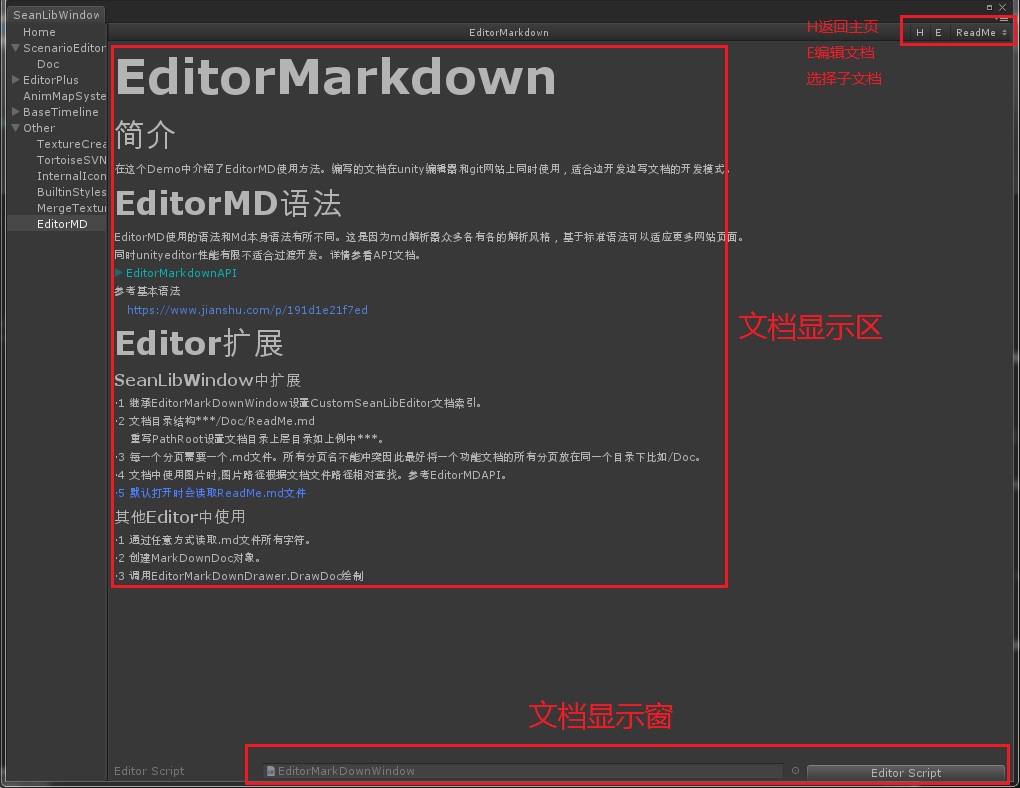 SeanLibWindow
Home
ScenarioEditor
Doc
EditorPlus
AnimMapSyste
BaseTimeline
Other
TextureCrea
TortoiseSVN
InternalIcon
BuiltinStyles
MergeTextur
EditorMD
EditorMarkdown
H E ReadMe
H返回主页
E编辑文档
选择子文档
EditorMarkdown
简介
在这个Demo中介绍了EditorMD使用方法。编写的文档在unity编辑器和git网站上同时使用，适合边开发边写文档的开发模式。
EditorMD语法
EditorMD使用的语法和Md本身语法有所不同。这是因为md解析器众多各有各的解析风格，基于标准语法可以适应更多网站页面。
同时unityeditor性能有限不适合过渡开发。详情参看API文档。
EditorMarkdownAPI
参考基本语法
https://www.jianshu.com/p/191d1e21f7ed
Editor扩展
SeanLibWindow中扩展
·1 继承EditorMarkDownWindow设置CustomSeanLibEditor文档索引。
·2 文档目录结构***/Doc/ReadMe.md
重写PathRoot设置文档目录上层目录如上例中***。
·3 每一个分页需要一个.md文件。所有分页名不能冲突因此最好将一个功能文档的所有分页放在同一个目录下比如/Doc。
·4 文档中使用图片时,图片路径根据文档文件路径相对查找。参考EditorMDAPI。
·5 默认打开时会读取ReadMe.md文件
其他Editor中使用
·1 通过任意方式读取.md文件所有字符。
·2 创建MarkDownDoc对象。
·3 调用EditorMarkDownDrawer.DrawDoc绘制
文档显示区
文档显示窗
Editor Script
EditorMarkDownWindow
Editor Script